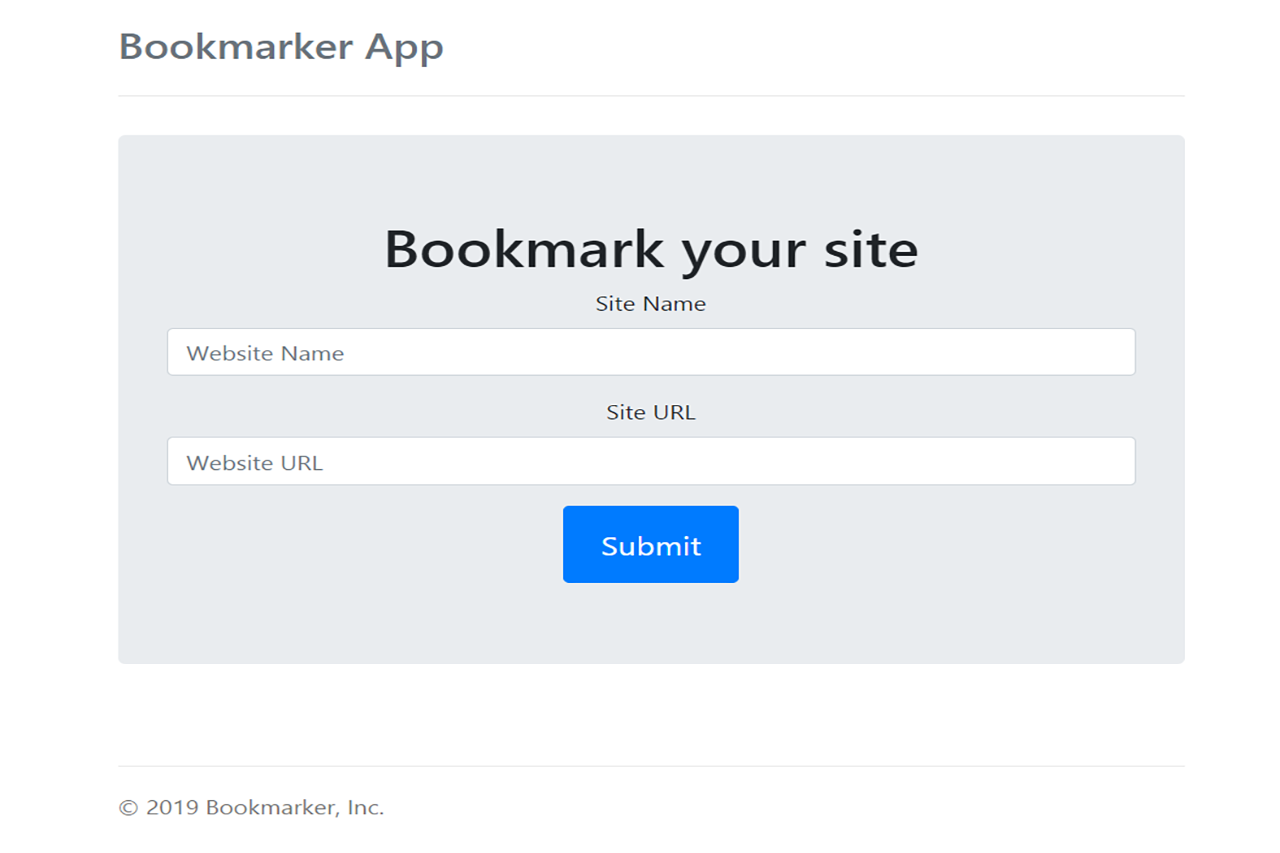 Bookmarker App
Bookmark your site
Site Name
Website Name
Site URL
Website URL
Submit
© 2019 Bookmarker, Inc.